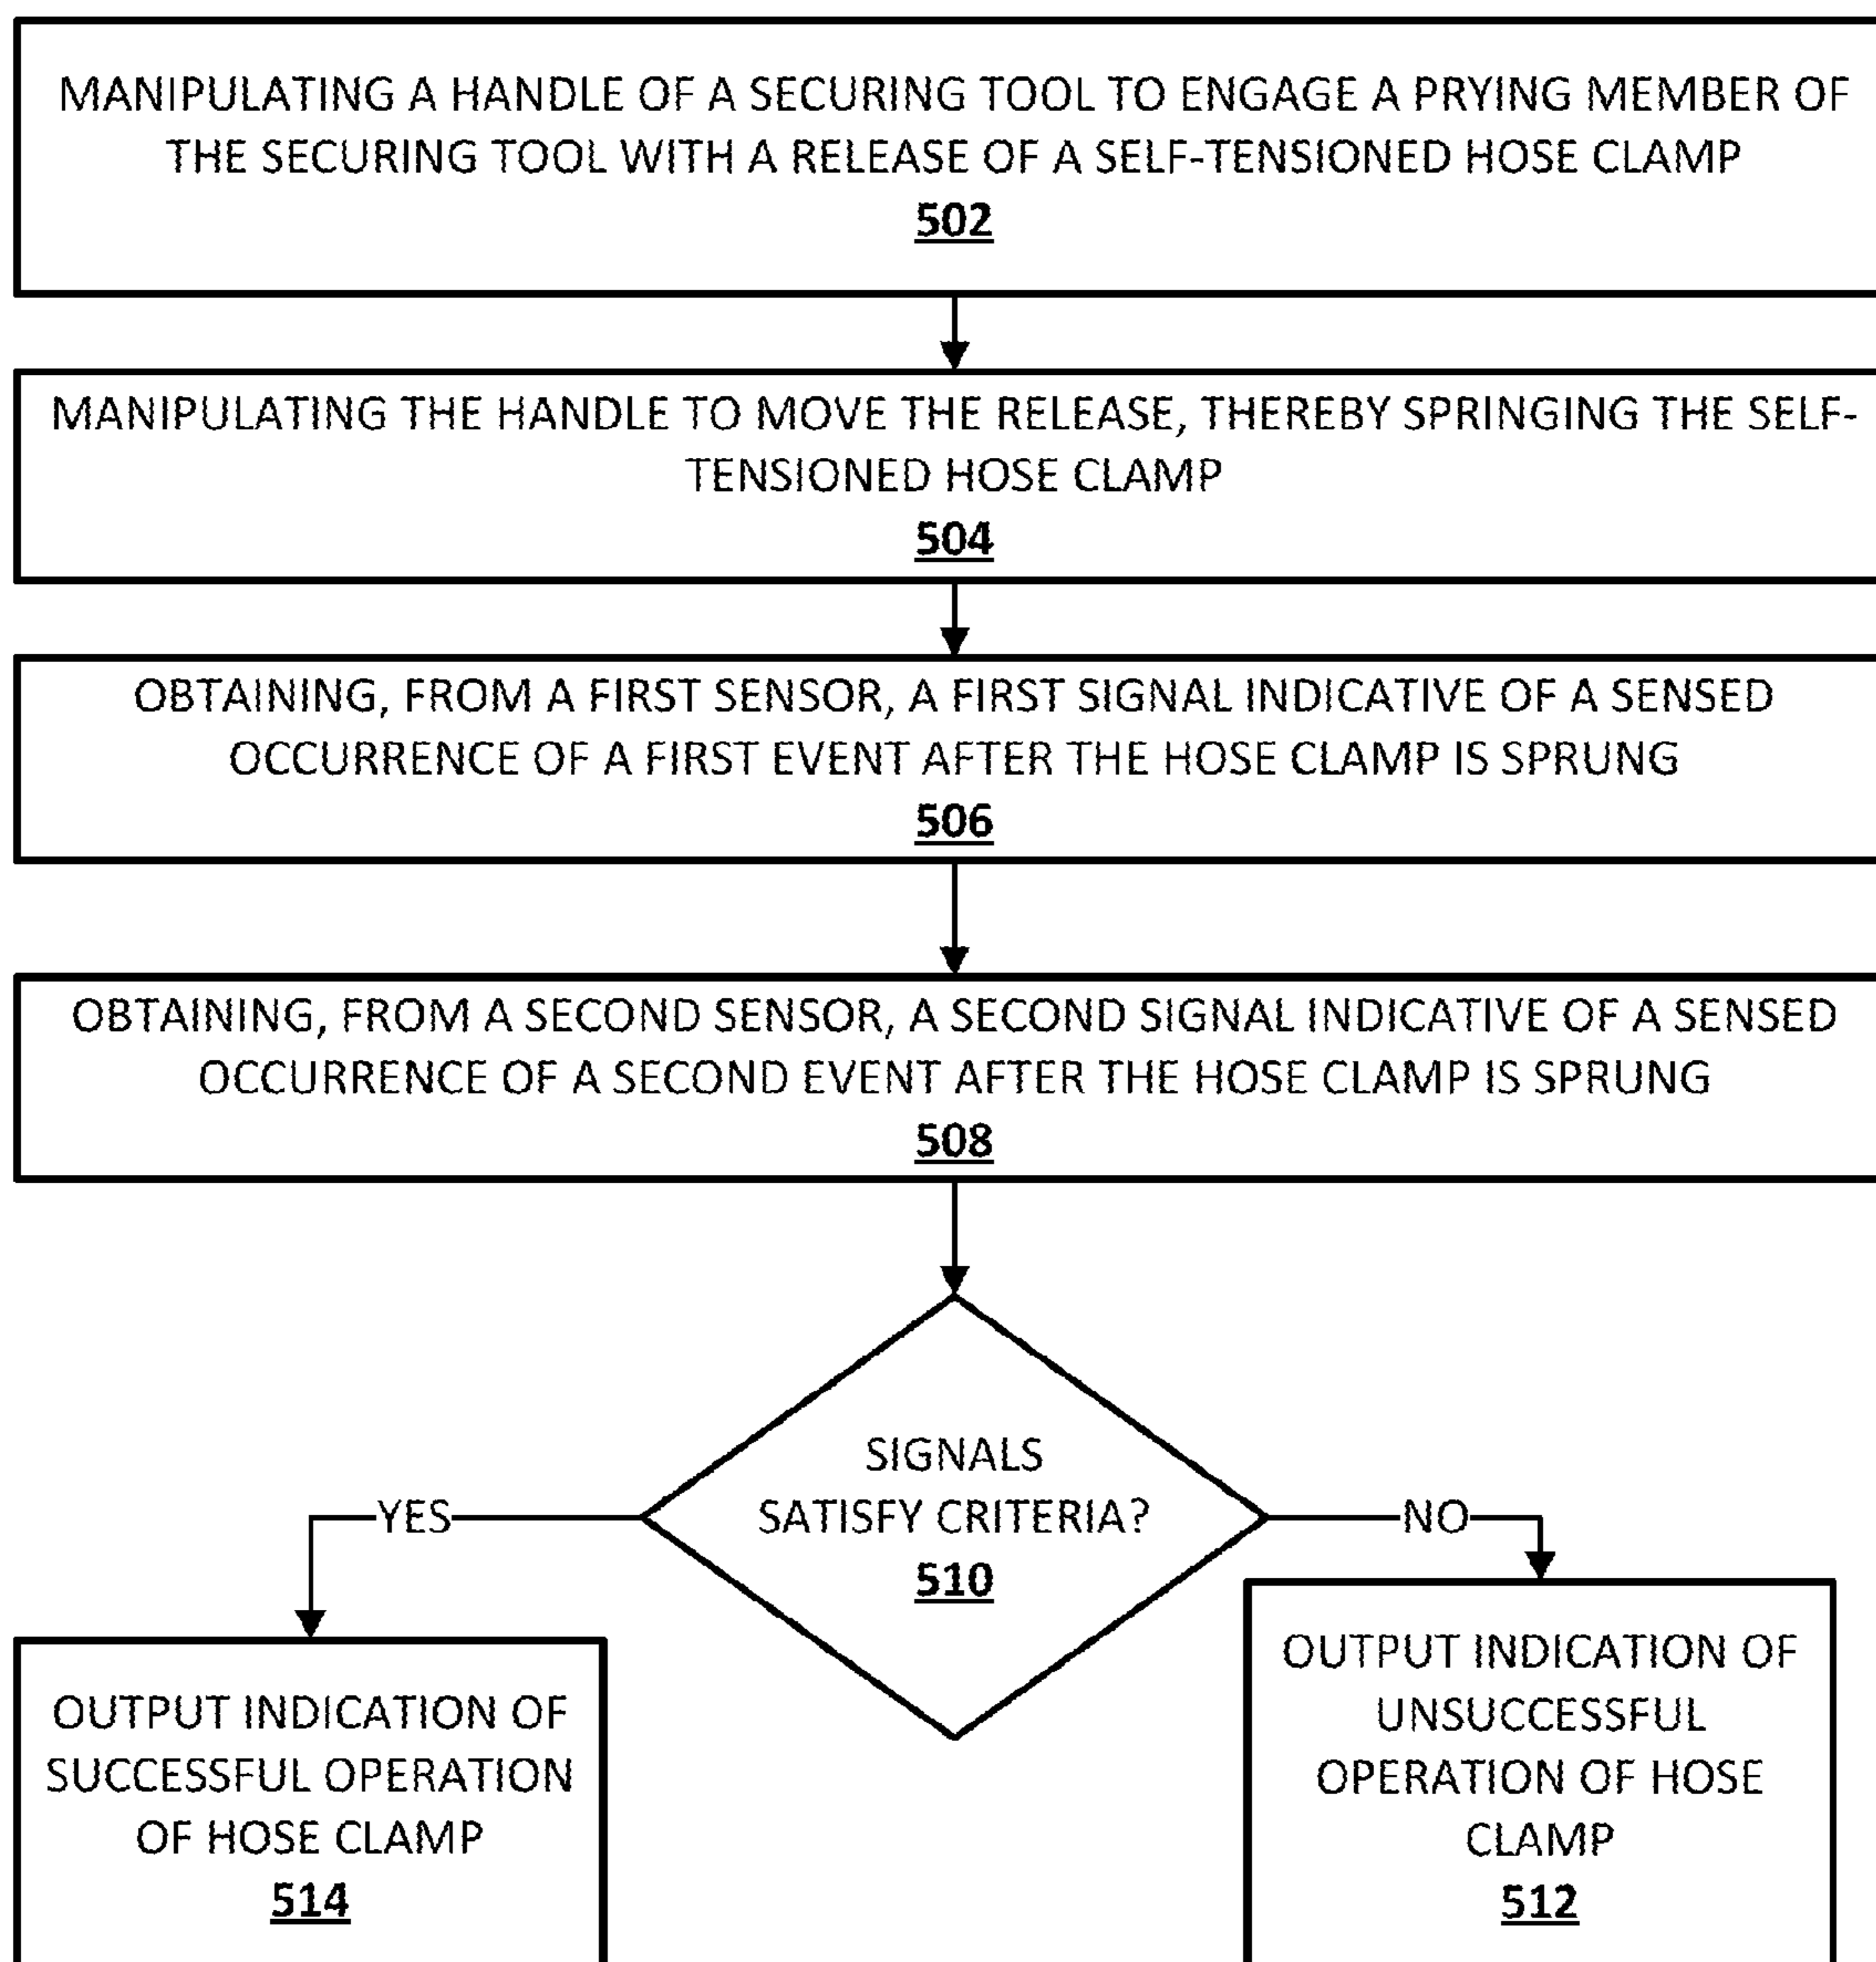 MANIPULATING A HANDLE OF A SECURING TOOL TO ENGAGE A PRYING MEMBER OF
THE SECURING TOOL WITH A RELEASE OF A SELF-TENSIONED HOSE CLAMP
502
MANIPULATING THE HANDLE TO MOVE THE RELEASE, THEREBY SPRINGING THE SELF-
TENSIONED HOSE CLAMP
504
OBTAINING, FROM A FIRST SENSOR, A FIRST SIGNAL INDICATIVE OF A SENSED
OCCURRENCE OF A FIRST EVENT AFTER THE HOSE CLAMP IS SPRUNG
506
OBTAINING, FROM A SECOND SENSOR, A SECOND SIGNAL INDICATIVE OF A SENSED
OCCURRENCE OF A SECOND EVENT AFTER THE HOSE CLAMP IS SPRUNG
508
SIGNALS
SATISFY CRITERIA?
510
YES
NO
OUTPUT INDICATION OF
SUCCESSFUL OPERATION
OF HOSE CLAMP
514
OUTPUT INDICATION OF
UNSUCCESSFUL
OPERATION OF HOSE
CLAMP
512